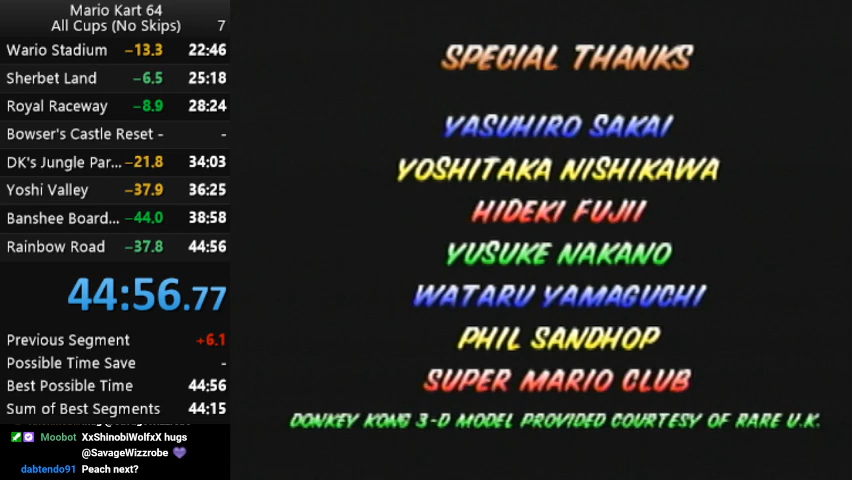 Mario Kart 64
All Cups (No Skips) 7
Wario Stadium -13.3 22:46
Sherbet Land -6.5 25:18
Royal Raceway -8.9 28:24
Bowser's Castle Reset - -
DK's Jungle Par... -21.8 34:03
Yoshi Valley -37.9 36:25
Banshee Board... -44.0 38:58
Rainbow Road -37.8 44:56
44:56.77
Previous Segment +6.1
Possible Time Save -
Best Possible Time 44:56
Sum of Best Segments 44:15
Moobot XxShinobiWolfxX hugs
@SavageWizzrobe
dabtendo91 Peach next?
SPECIAL THANKS
YASUHIRO SAKAI
YOSHITAKA NISHIKAWA
HIDEKI FUJII
YUSUKE NAKANO
WATARU YAMAGUCHI
PHIL SANDHOP
SUPER MARIO CLUB
DONKEY KONG 3-D MODEL PROVIDED COURTESY OF RARE U.K.